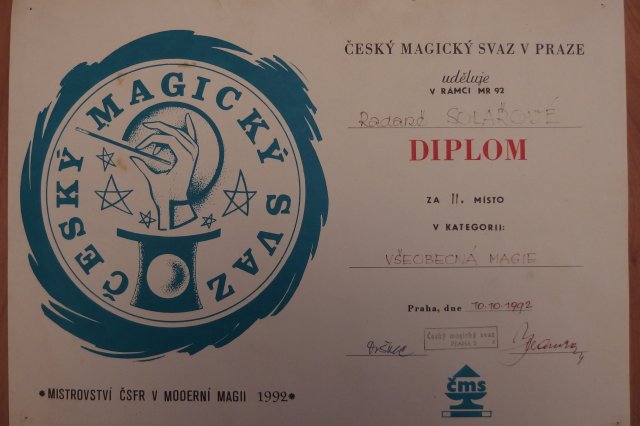 ČESKÝ MAGICKÝ SVAZ
MISTROVSTVÍ ČSFR V MODERNÍ MAGII 1992
ČESKÝ MAGICKÝ SVAZ V PRAZE
uděluje
V RÁMCI MR 92
SOLAŘOVÉ
DIPLOM
ZA II. MÍSTO
V KATEGORII:
VŠEOBECNÁ MAGIE
Praha, dne 10.10.1992
Český magický svaz
čms